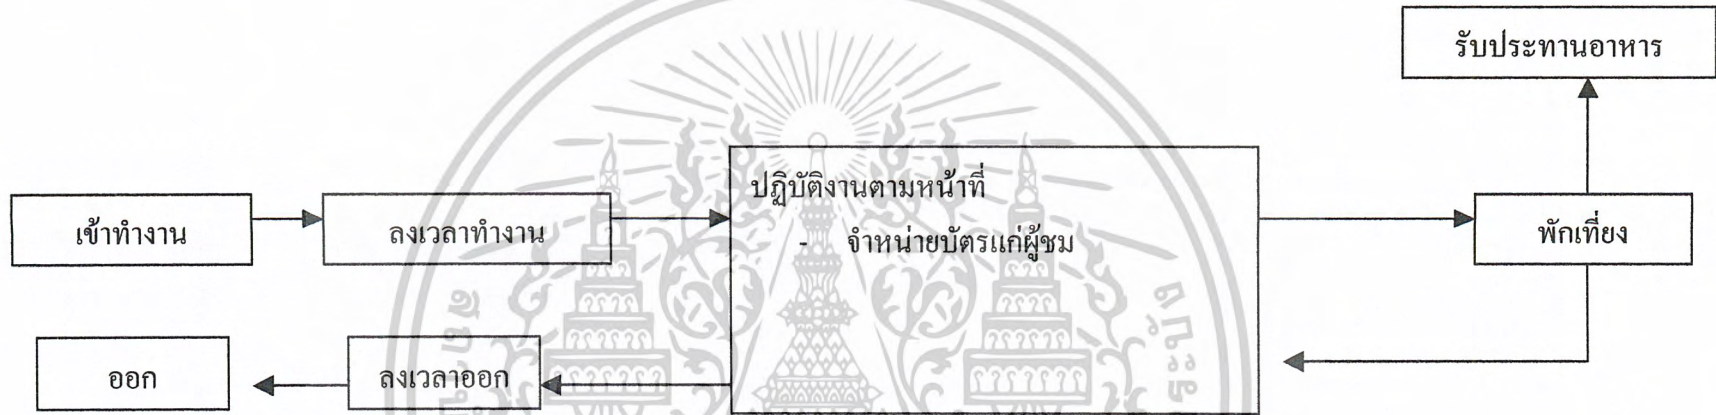 รับประทานอาหาร
เข้าทำงาน
ลงเวลาทำงาน
ปฏิบัติงานตามหน้าที่
- จำหน่ายบัตรแก่ผู้ชม
พักเที่ยง
ออก
ลงเวลาออก